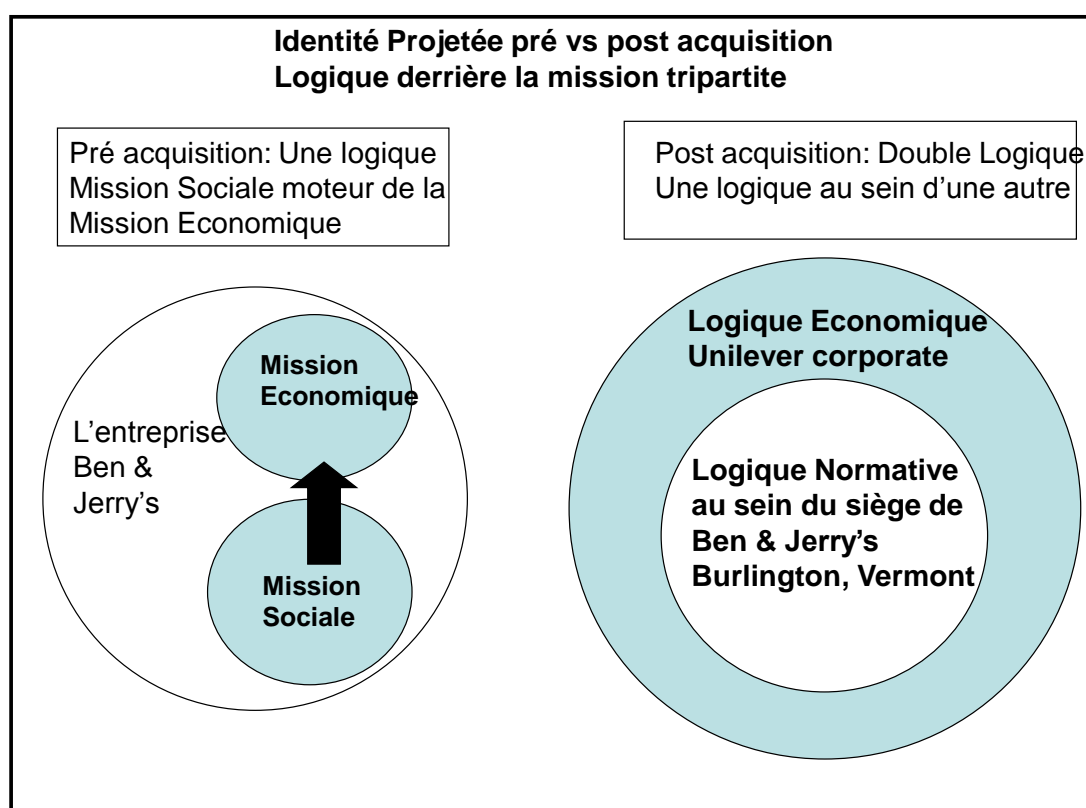 Identité Projetée pré vs post acquisition
Logique derrière la mission tripartite
Pré acquisition: Une logique
Mission Sociale moteur de la
Mission Economique
Post acquisition: Double Logique
Une logique au sein d’une autre
Mission
Economique
L’entreprise
Ben &
Jerry’s
Mission
Sociale
Logique Economique
Unilever corporate
Logique Normative
au sein du siège de
Ben & Jerry’s
Burlington, Vermont